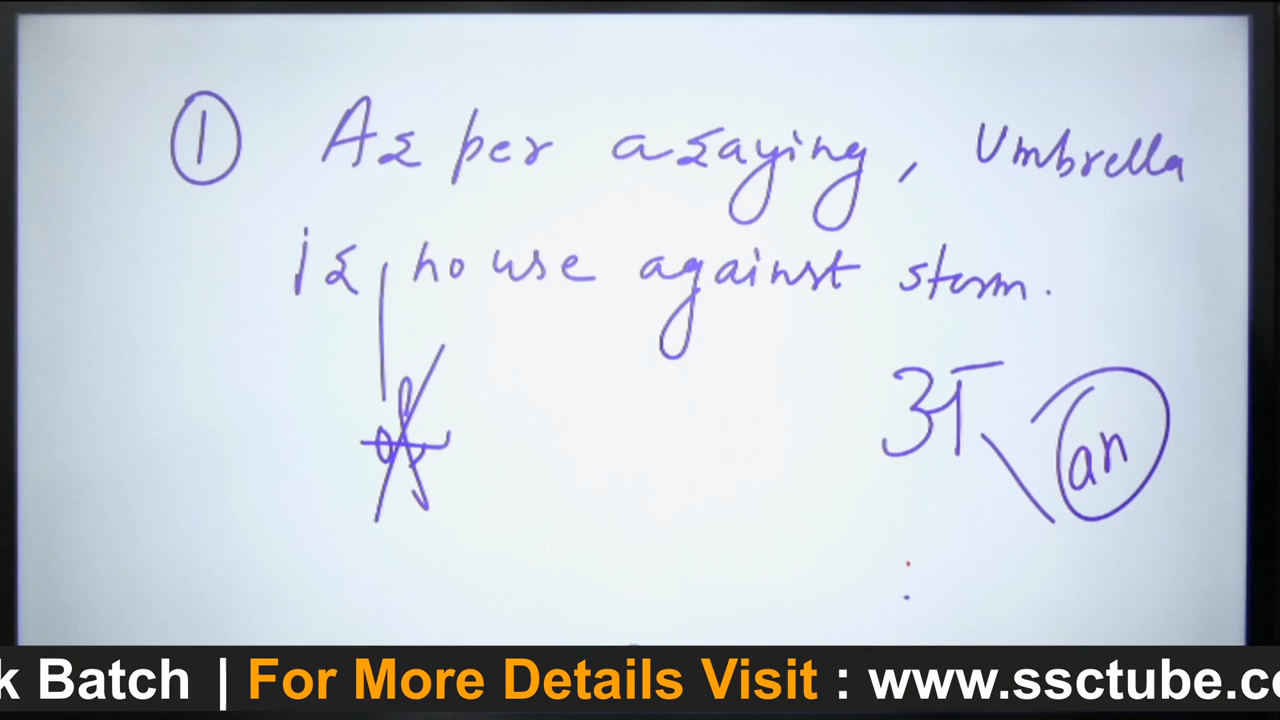 ① As per a saying, Umbrella
is house against storm.
अ an
k Batch | For More Details Visit : www.ssctube.co